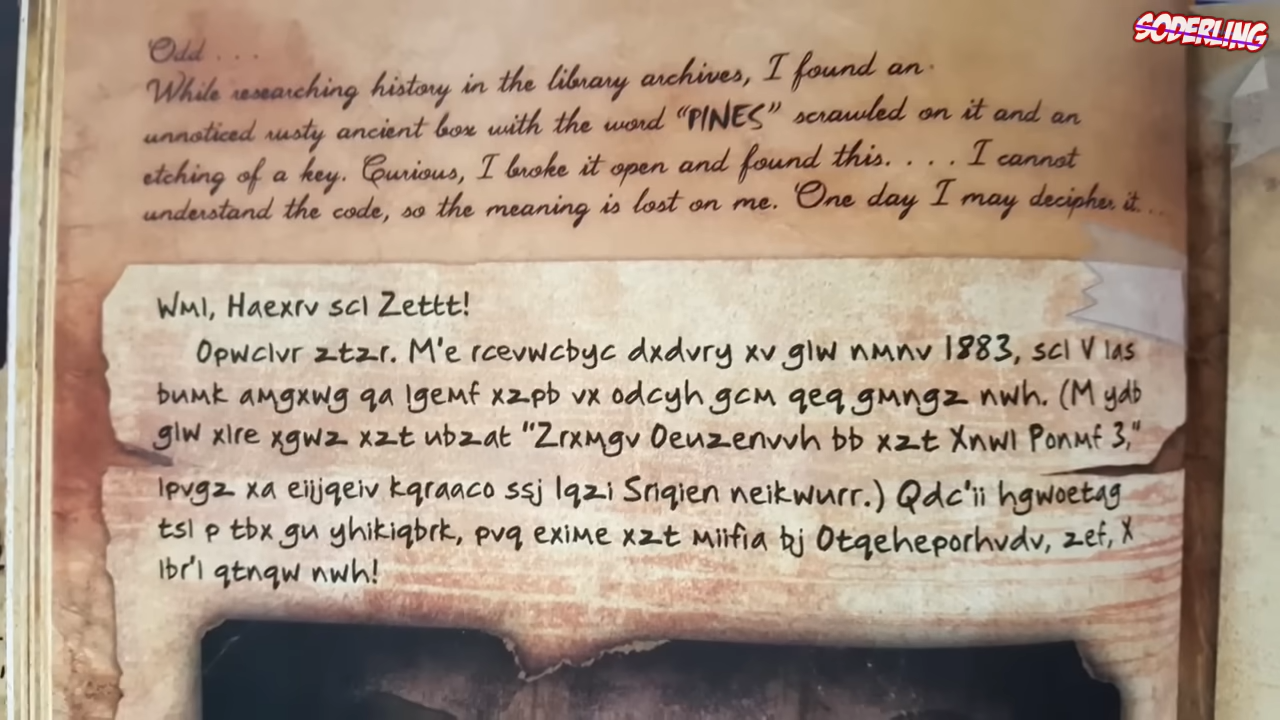 SODERLING
Odd . . .
While researching history in the library archives, I found an
unnoticed rusty ancient box with the word "PINES" scrawled on it and an
etching of a key. Curious, I broke it open and found this. . . . I cannot
understand the code, so the meaning is lost on me. One day I may decipher it . . .
Wml, Haexrv scl Zettt!
Opwclvr ztzr. M'e rcevwcbyc dxdvry xv glw nmnv 1883, scl V las
bumk amgxwg qa lgemf xzpb vx odcyh gcm qeq gmngz nwh. (M ydb
glw xlre xgwz xzt ubzat "Zrxmgv Oeuzenvvh bb xzt Xnwl Ponmf 3,"
lpvgz xa eiijqeiv kqraaco ssj lqzi Sriqien neikwurr.) Qdc'ii hgwoetag
tsl p tbx gu yhikiqbrk, pvq exime xzt miifia bj Otqeheporhvdv, zef, X
lbr'l qtnqw nwh!